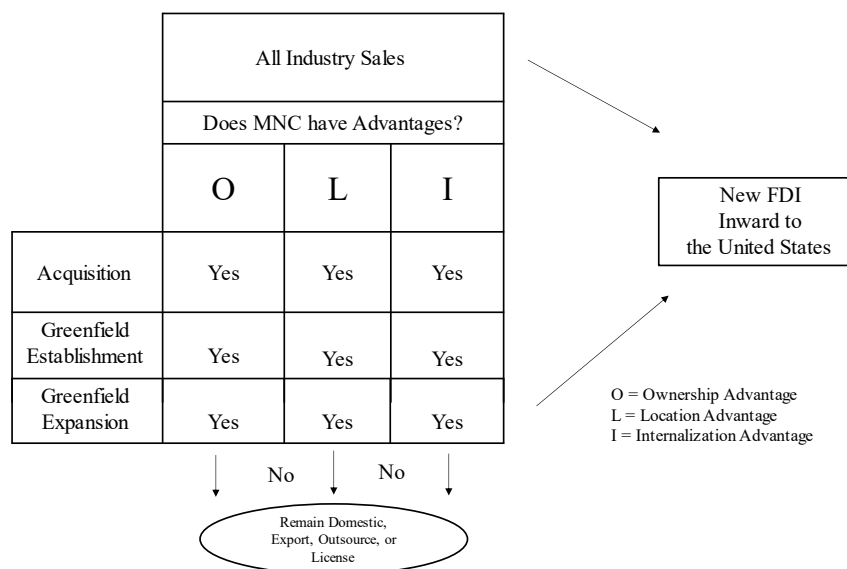 All Industry Sales
Does MNC have Advantages?
O L I
Acquisition Yes Yes Yes
Greenfield
Establishment Yes Yes Yes
Greenfield
Expansion Yes Yes Yes
No No
Remain Domestic,
Export, Outsource, or
License
New FDI
Inward to
the United States
O = Ownership Advantage
L = Location Advantage
I = Internalization Advantage